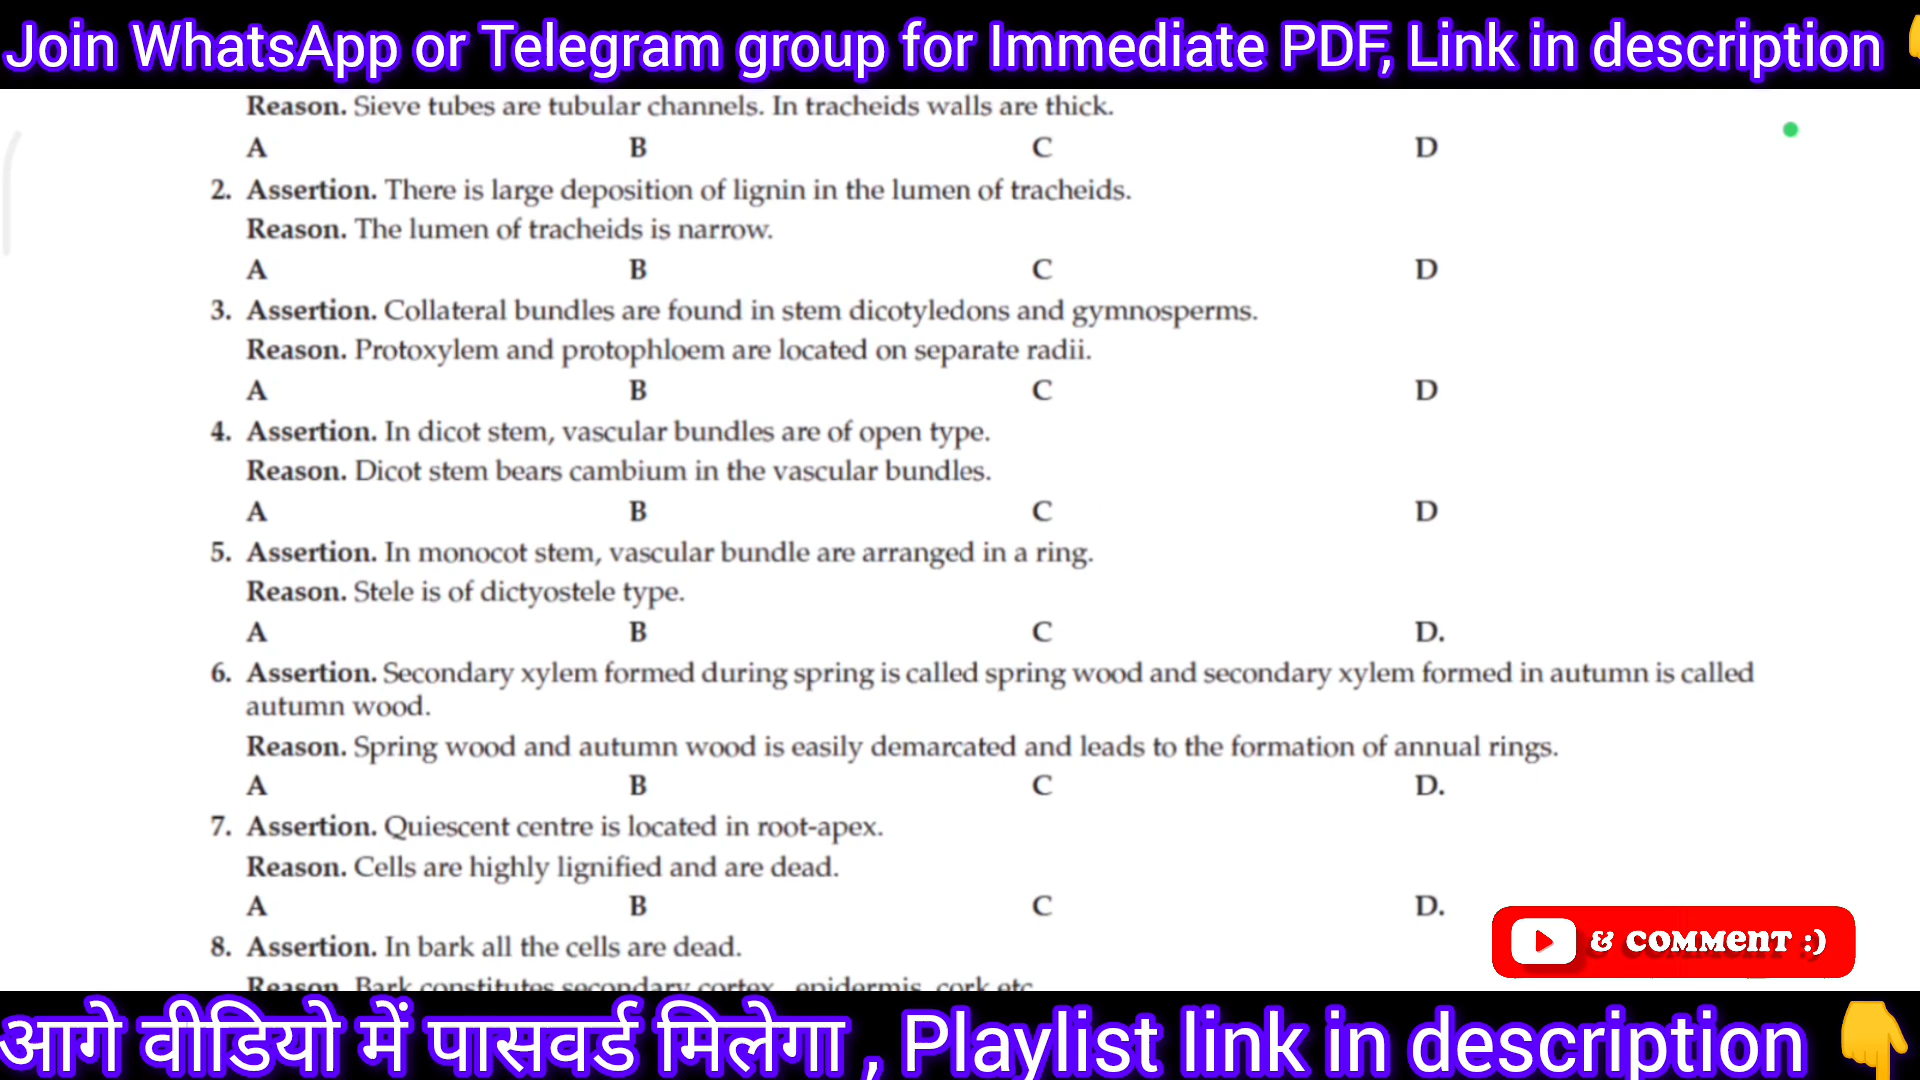 Join WhatsApp or Telegram group for Immediate PDF, Link in description
Reason. Sieve tubes are tubular channels. In tracheids walls are thick.
A B C D
2. Assertion. There is large deposition of lignin in the lumen of tracheids.
Reason. The lumen of tracheids is narrow.
A B C D
3. Assertion. Collateral bundles are found in stem dicotyledons and gymnosperms.
Reason. Protoxylem and protophloem are located on separate radii.
A B C D
4. Assertion. In dicot stem, vascular bundles are of open type.
Reason. Dicot stem bears cambium in the vascular bundles.
A B C D
5. Assertion. In monocot stem, vascular bundle are arranged in a ring.
Reason. Stele is of dictyostele type.
A B C D.
6. Assertion. Secondary xylem formed during spring is called spring wood and secondary xylem formed in autumn is called
autumn wood.
Reason. Spring wood and autumn wood is easily demarcated and leads to the formation of annual rings.
A B C D.
7. Assertion. Quiescent centre is located in root-apex.
Reason. Cells are highly lignified and are dead.
A B C D.
& COMMENT :)
8. Assertion. In bark all the cells are dead.
Reason. Bark constitutes secondary cortex, epidermis, cork etc
आगे वीडियो में पासवर्ड मिलेगा , Playlist link in description